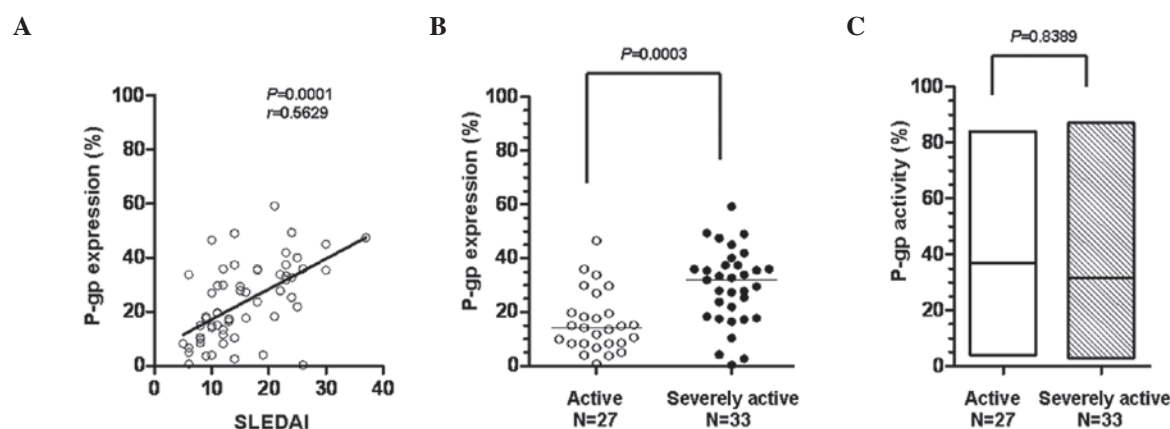 A
P=0.0001
r=0.5629
P-gp expression (%)
100
80
60
40
20
0
0 10 20 30 40
SLEDAI
B
P=0.0003
P-gp expression (%)
100
80
60
40
20
0
Active Severely active
N=27 N=33
C
P=0.8389
P-gp activity (%)
100
80
60
40
20
0
Active Severely active
N=27 N=33